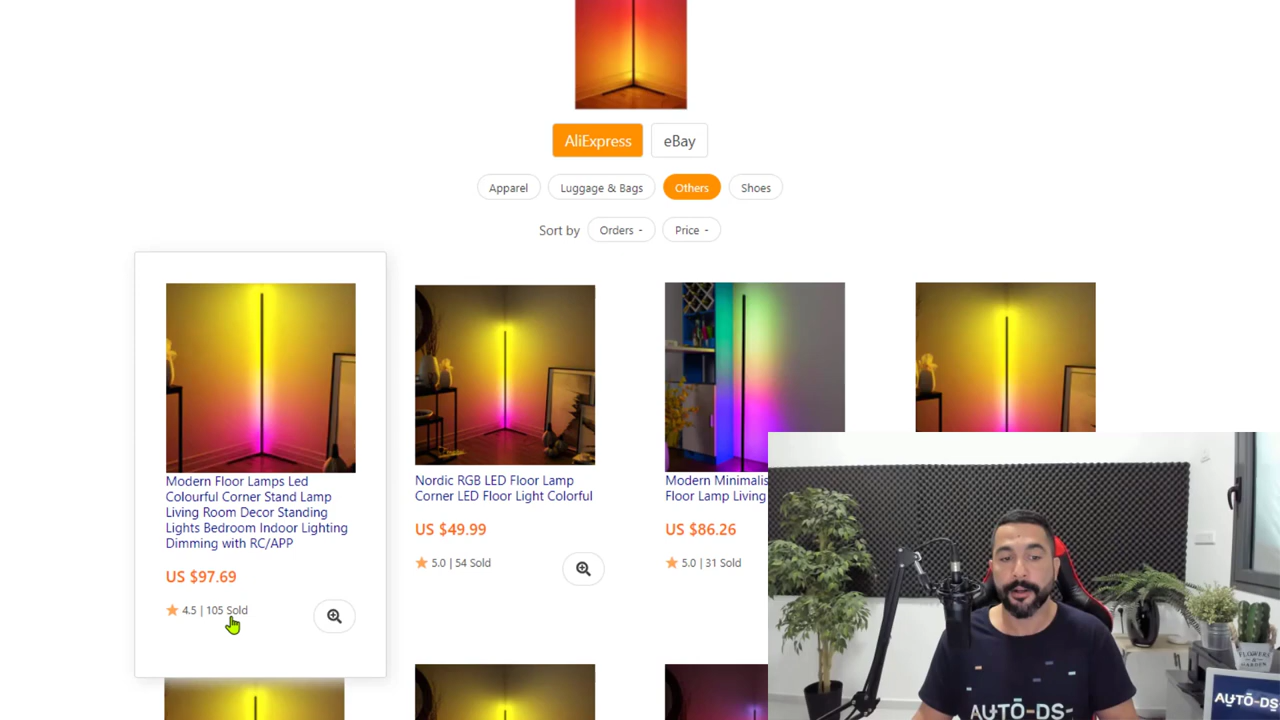 AliExpress
eBay
Apparel
Luggage & Bags
Others
Shoes
Sort by
Orders -
Price -
Modern Floor Lamps Led
Colourful Corner Stand Lamp
Living Room Decor Standing
Lights Bedroom Indoor Lighting
Dimming with RC/APP
US $97.69
4.5 | 105 Sold
Nordic RGB LED Floor Lamp
Corner LED Floor Light Colorful
US $49.99
5.0 | 54 Sold
Modern Minimalis
Floor Lamp Living
US $86.26
5.0 | 31 Sold
AUTO-DS-
FLOWERS
& GARDEN
AUTO-DS